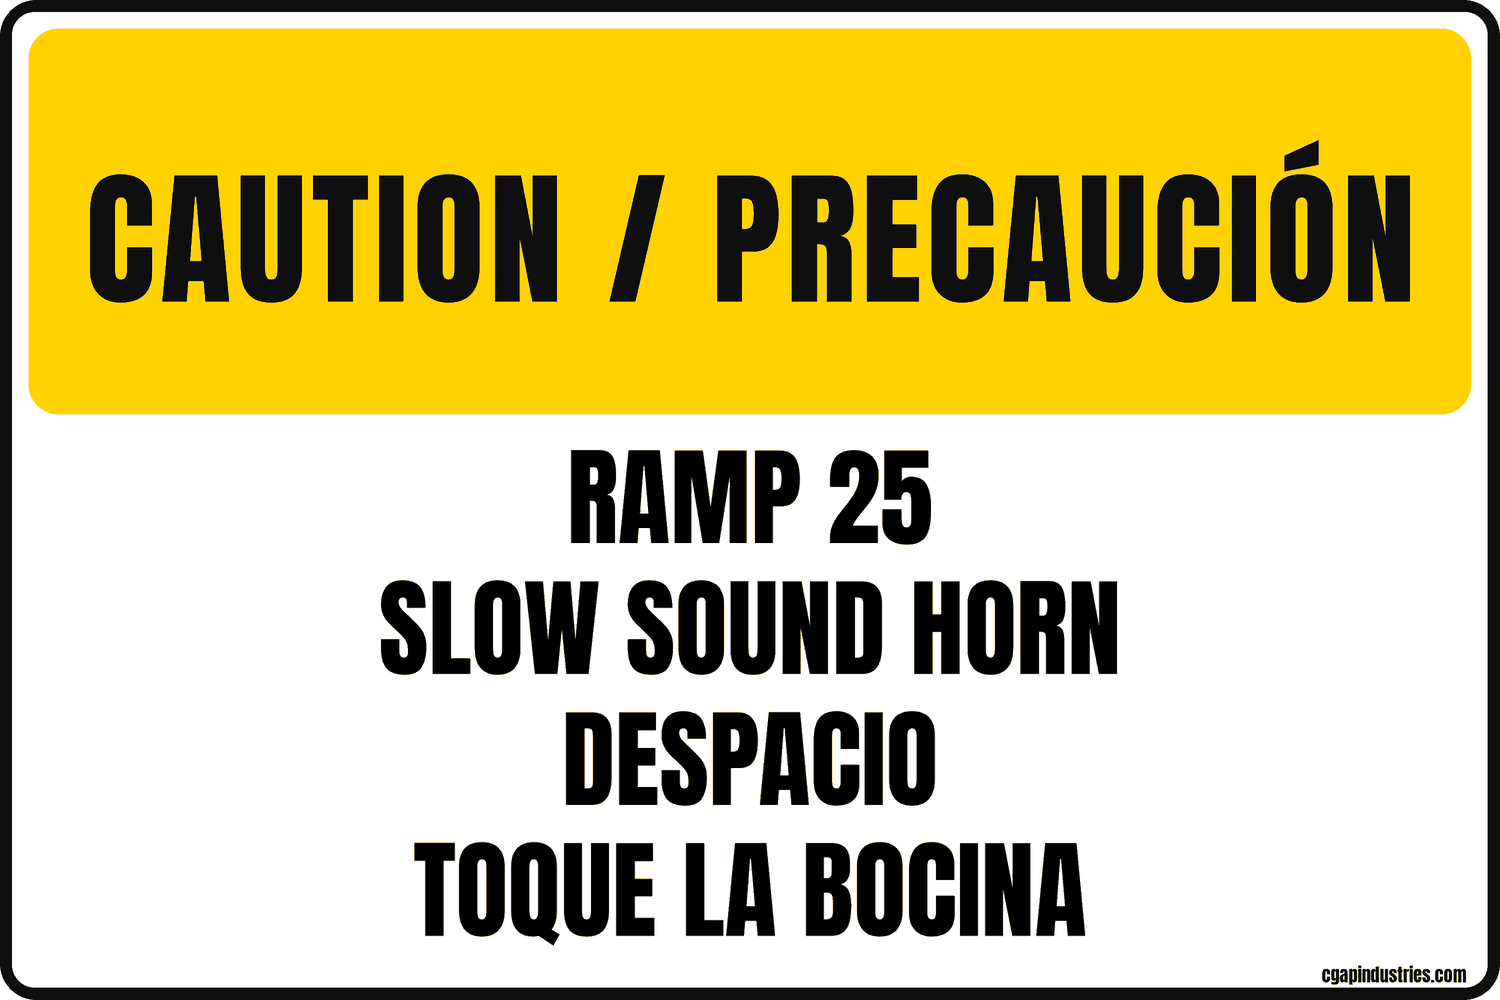 CAUTION / PRECAUCIÓN
RAMP 25
SLOW SOUND HORN
DESPACIO
TOQUE LA BOCINA
cgapindustries.com